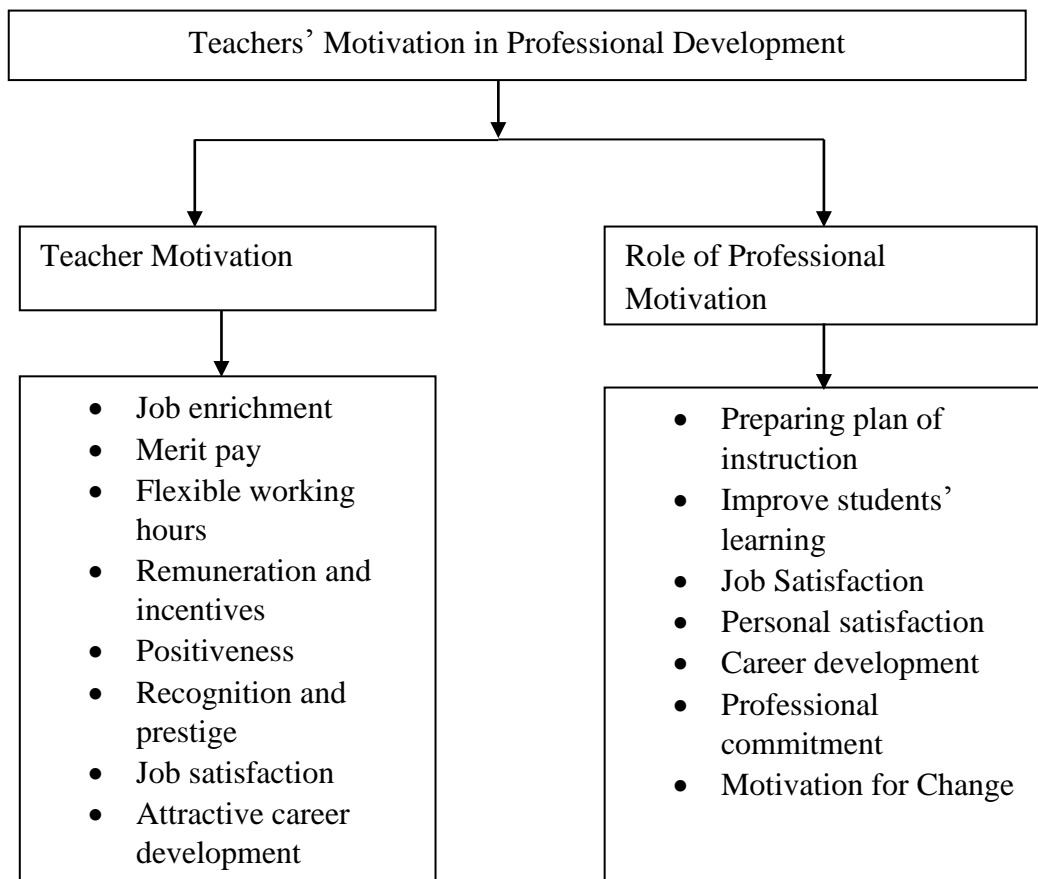 Teachers’ Motivation in Professional Development
Teacher Motivation
Role of Professional
Motivation
• Job enrichment
• Merit pay
• Flexible working
hours
• Remuneration and
incentives
• Positiveness
• Recognition and
prestige
• Job satisfaction
• Attractive career
development
• Preparing plan of
instruction
• Improve students’
learning
• Job Satisfaction
• Personal satisfaction
• Career development
• Professional
commitment
• Motivation for Change